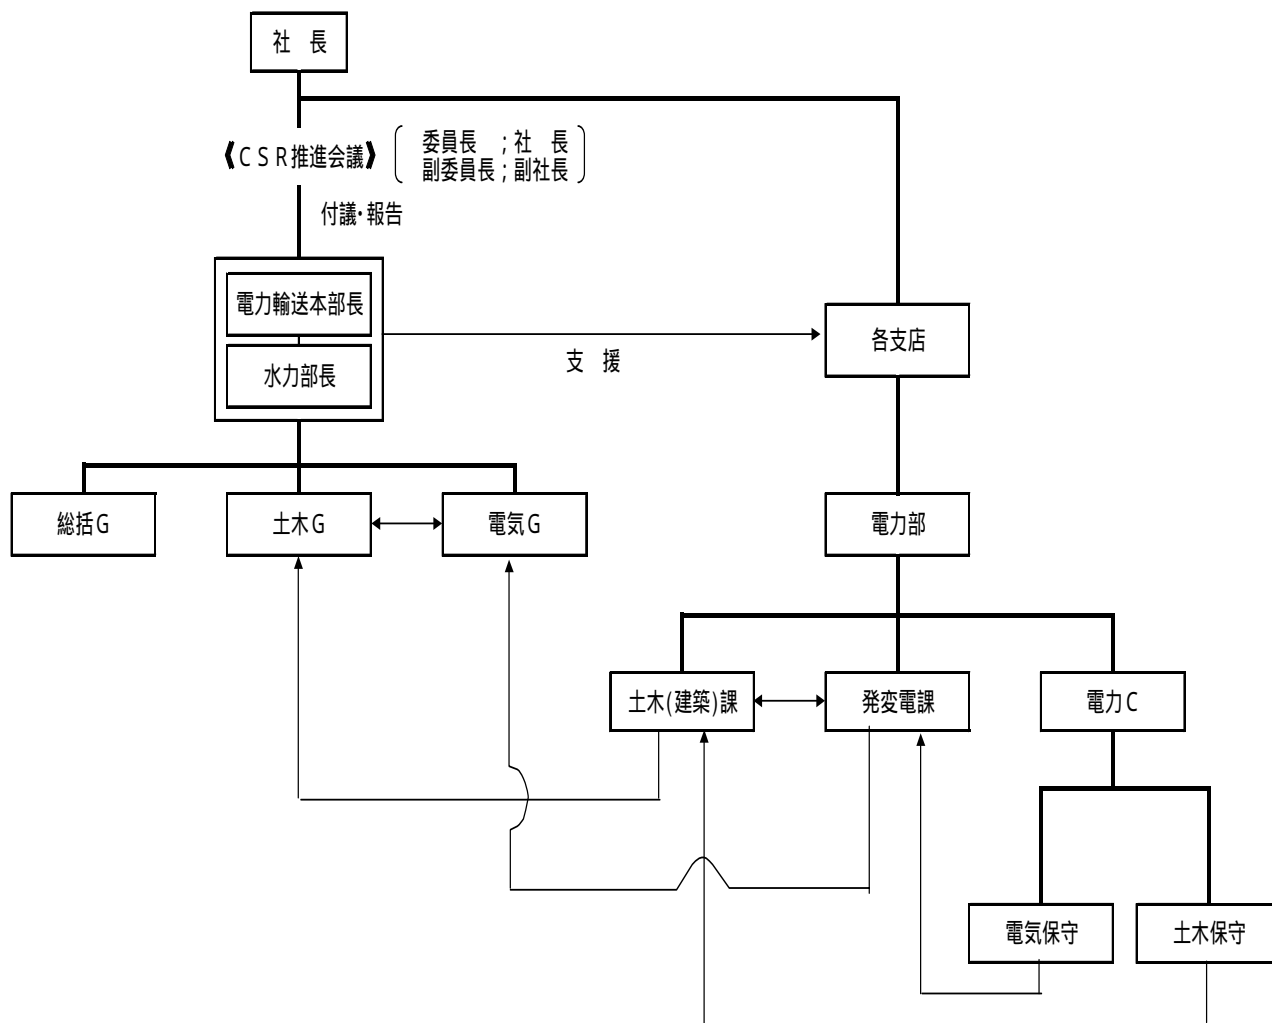 社　長
《ＣＳＲ推進会議》
委員長　；社　長
副委員長；副社長
付議・報告
電力輸送本部長
水力部長
支　援
各支店
総括G
土木G
電気G
電力部
土木(建築)課
発変電課
電力C
電気保守
土木保守